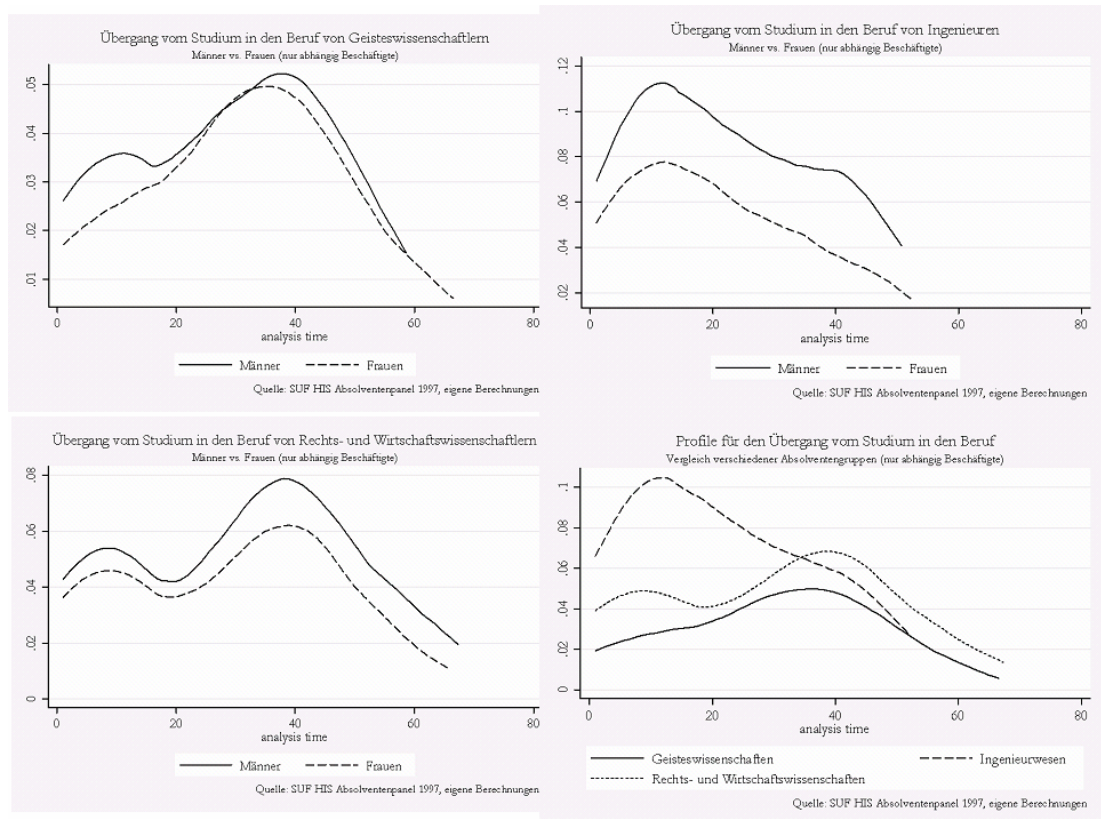 Übergang vom Studium in den Beruf von Geisteswissenschaftlern
Männer vs. Frauen (nur abhängig Beschäftigte)
.05
.04
.03
.02
.01
0 20 40 60 80
analysis time
Männer Frauen
Quelle: SUF HIS Absolventenpanel 1997, eigene Berechnungen
Übergang vom Studium in den Beruf von Ingenieuren
Männer vs. Frauen (nur abhängig Beschäftigte)
.12
.1
.08
.06
.04
.02
0 20 40 60 80
analysis time
Männer Frauen
Quelle: SUF HIS Absolventenpanel 1997, eigene Berechnungen
Übergang vom Studium in den Beruf von Rechts- und Wirtschaftswissenschaftlern
Männer vs. Frauen (nur abhängig Beschäftigte)
.08
.06
.04
.02
0
0 20 40 60 80
analysis time
Männer Frauen
Quelle: SUF HIS Absolventenpanel 1997, eigene Berechnungen
Profile für den Übergang vom Studium in den Beruf
Vergleich verschiedener Absolventengruppen (nur abhängig Beschäftigte)
.1
.08
.06
.04
.02
0
0 20 40 60 80
analysis time
Geisteswissenschaften Ingenieurwesen
Rechts- und Wirtschaftswissenschaften
Quelle: SUF HIS Absolventenpanel 1997, eigene Berechnungen